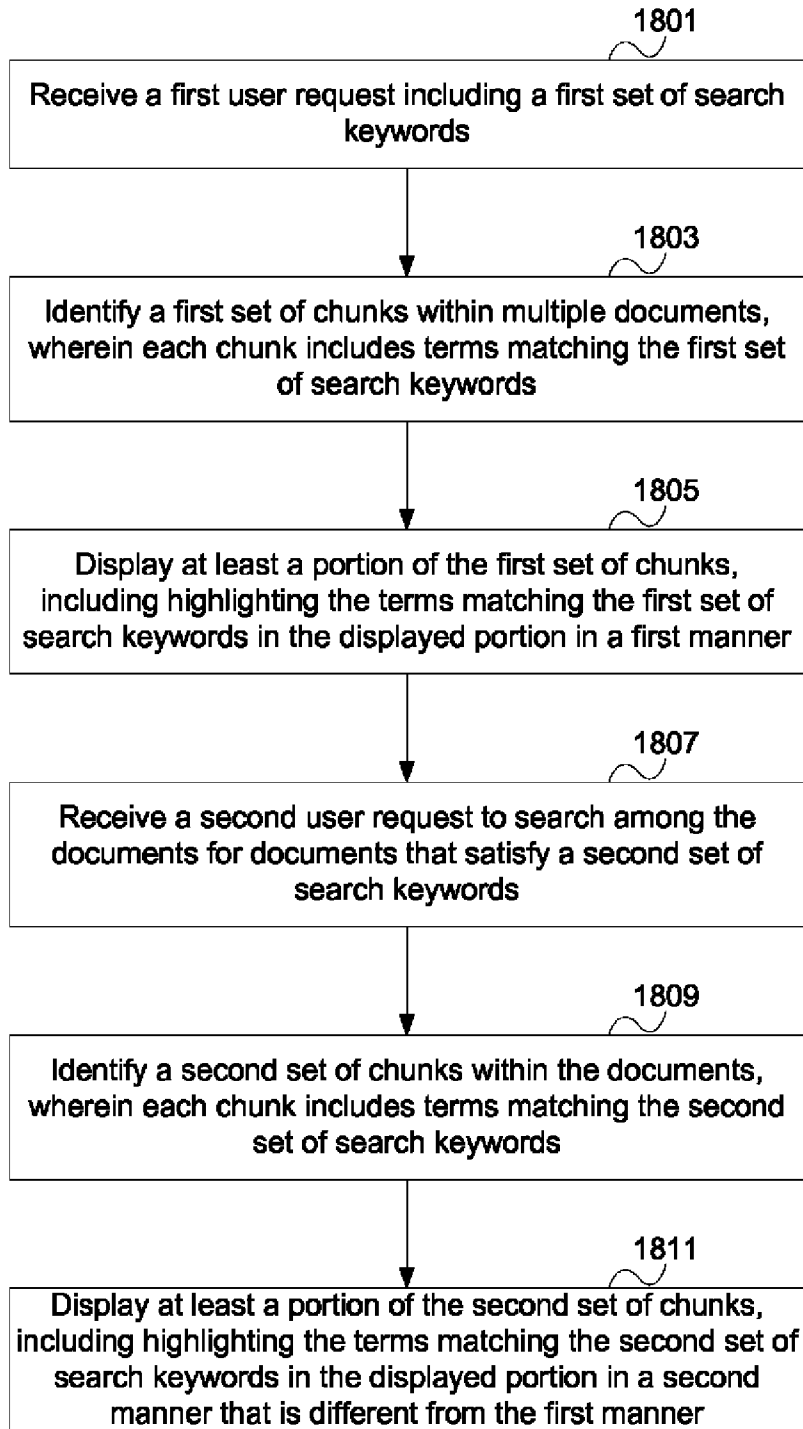 1801
Receive a first user request including a first set of search
keywords
1803
Identify a first set of chunks within multiple documents,
wherein each chunk includes terms matching the first set
of search keywords
1805
Display at least a portion of the first set of chunks,
including highlighting the terms matching the first set of
search keywords in the displayed portion in a first manner
1807
Receive a second user request to search among the
documents for documents that satisfy a second set of
search keywords
1809
Identify a second set of chunks within the documents,
wherein each chunk includes terms matching the second
set of search keywords
1811
Display at least a portion of the second set of chunks,
including highlighting the terms matching the second set of
search keywords in the displayed portion in a second
manner that is different from the first manner